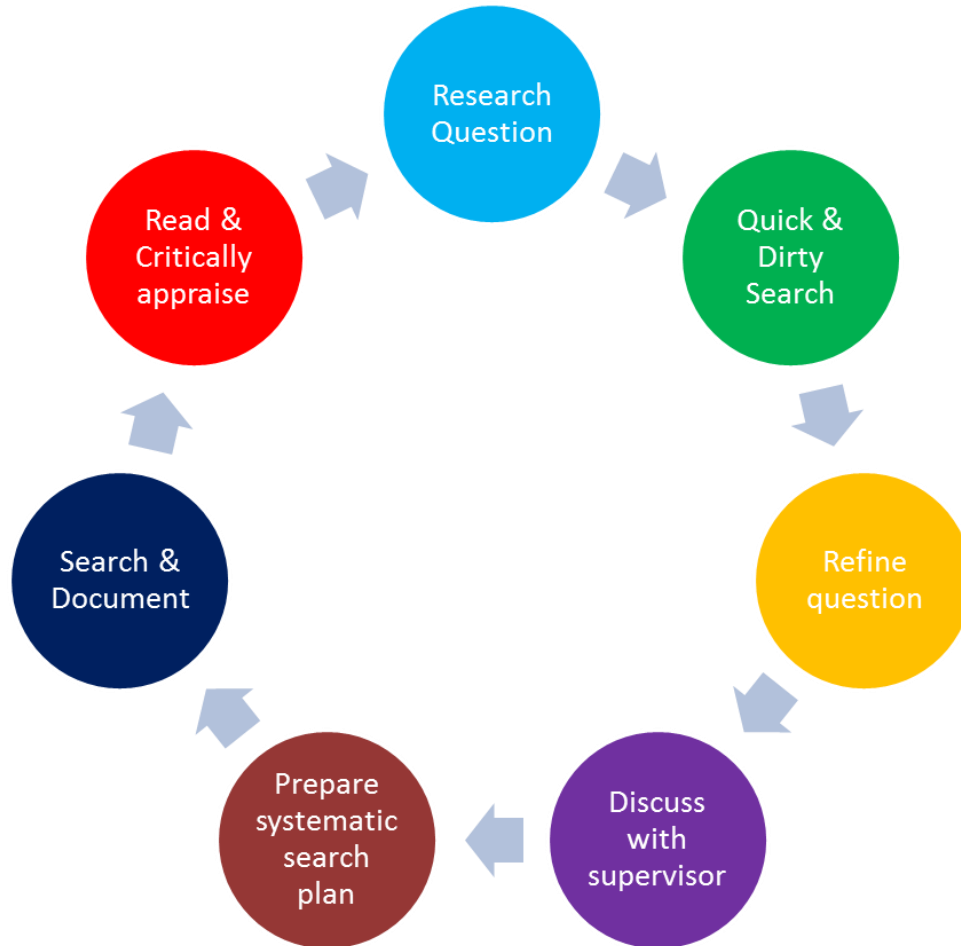 Research
Question
Quick &
Dirty
Search
Refine
question
Discuss
with
supervisor
Prepare
systematic
search
plan
Search &
Document
Read &
Critically
appraise